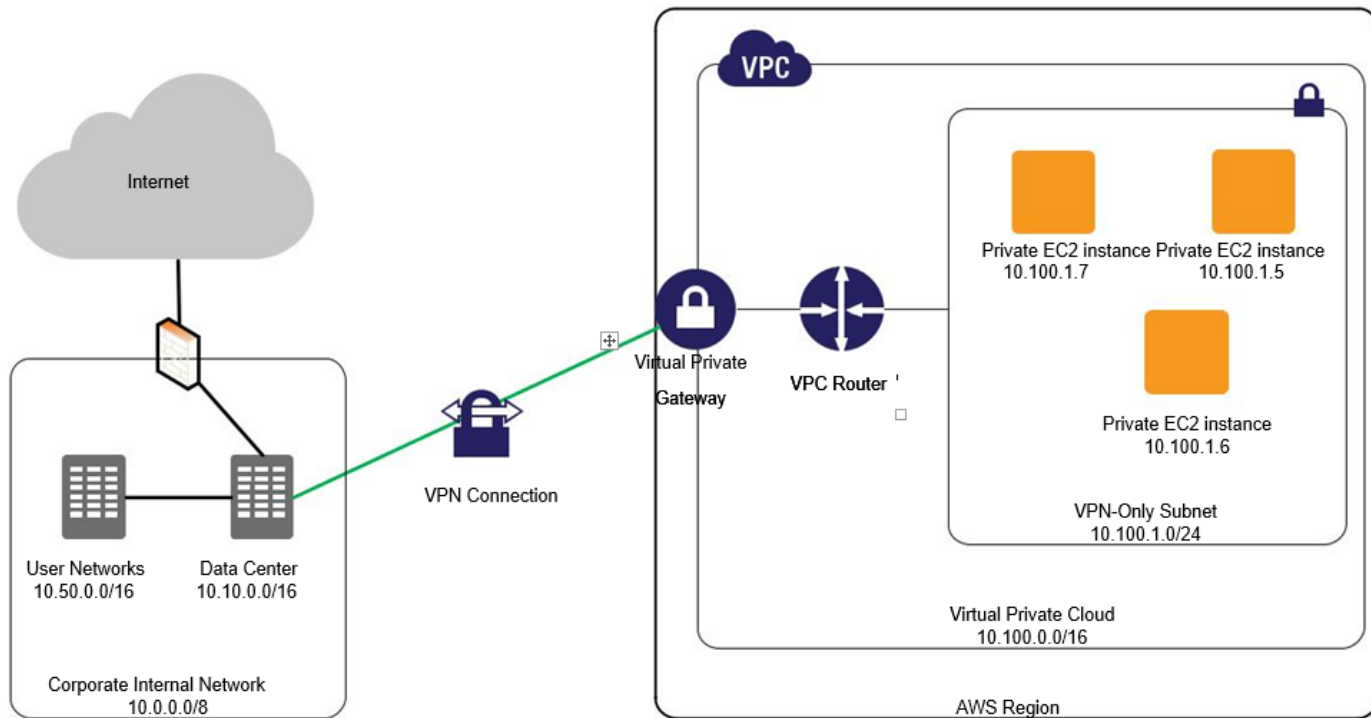 VPC
Internet
Private EC2 instance
10.100.1.7
Private EC2 instance
10.100.1.5
Virtual Private
Gateway
VPC Router '
Private EC2 instance
10.100.1.6
VPN Connection
VPN-Only Subnet
10.100.1.0/24
User Networks
10.50.0.0/16
Data Center
10.10.0.0/16
Virtual Private Cloud
10.100.0.0/16
Corporate Internal Network
10.0.0.0/8
AWS Region